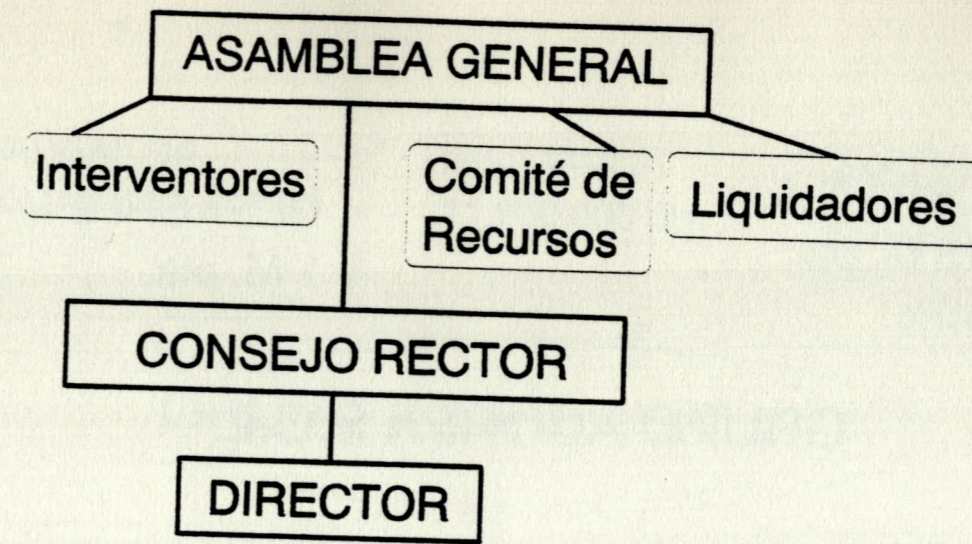 ASAMBLEA GENERAL
Interventores
Comité de
Recursos
Liquidadores
CONSEJO RECTOR
DIRECTOR